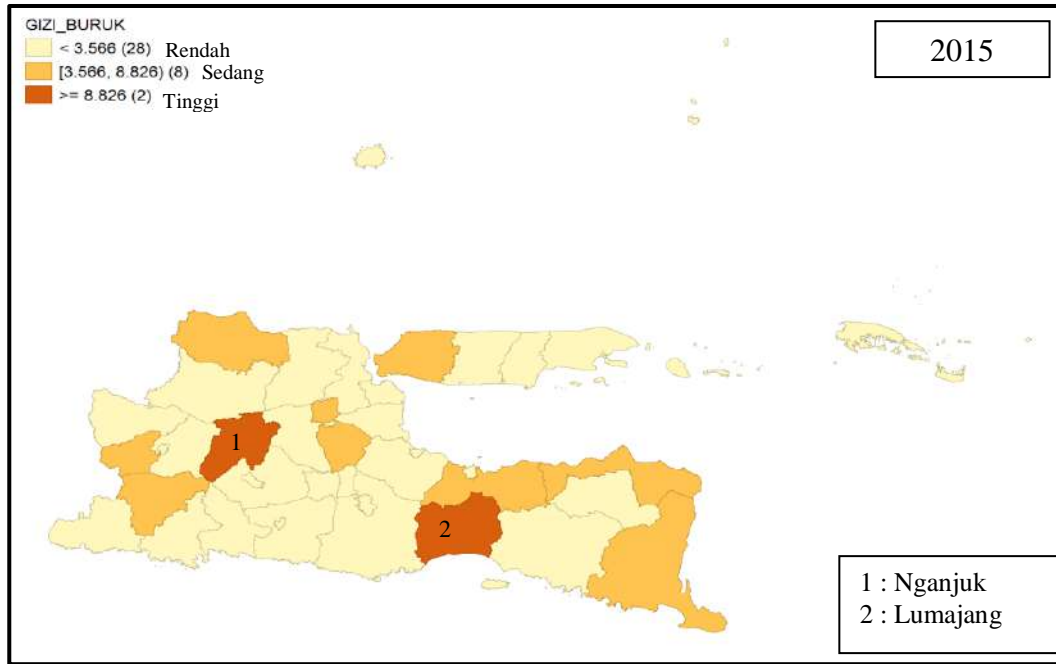 GIZI_BURUK
< 3.566 (28) Rendah
[3.566, 8.826) (8) Sedang
>= 8.826 (2) Tinggi
2015
1
2
1 : Nganjuk
2 : Lumajang